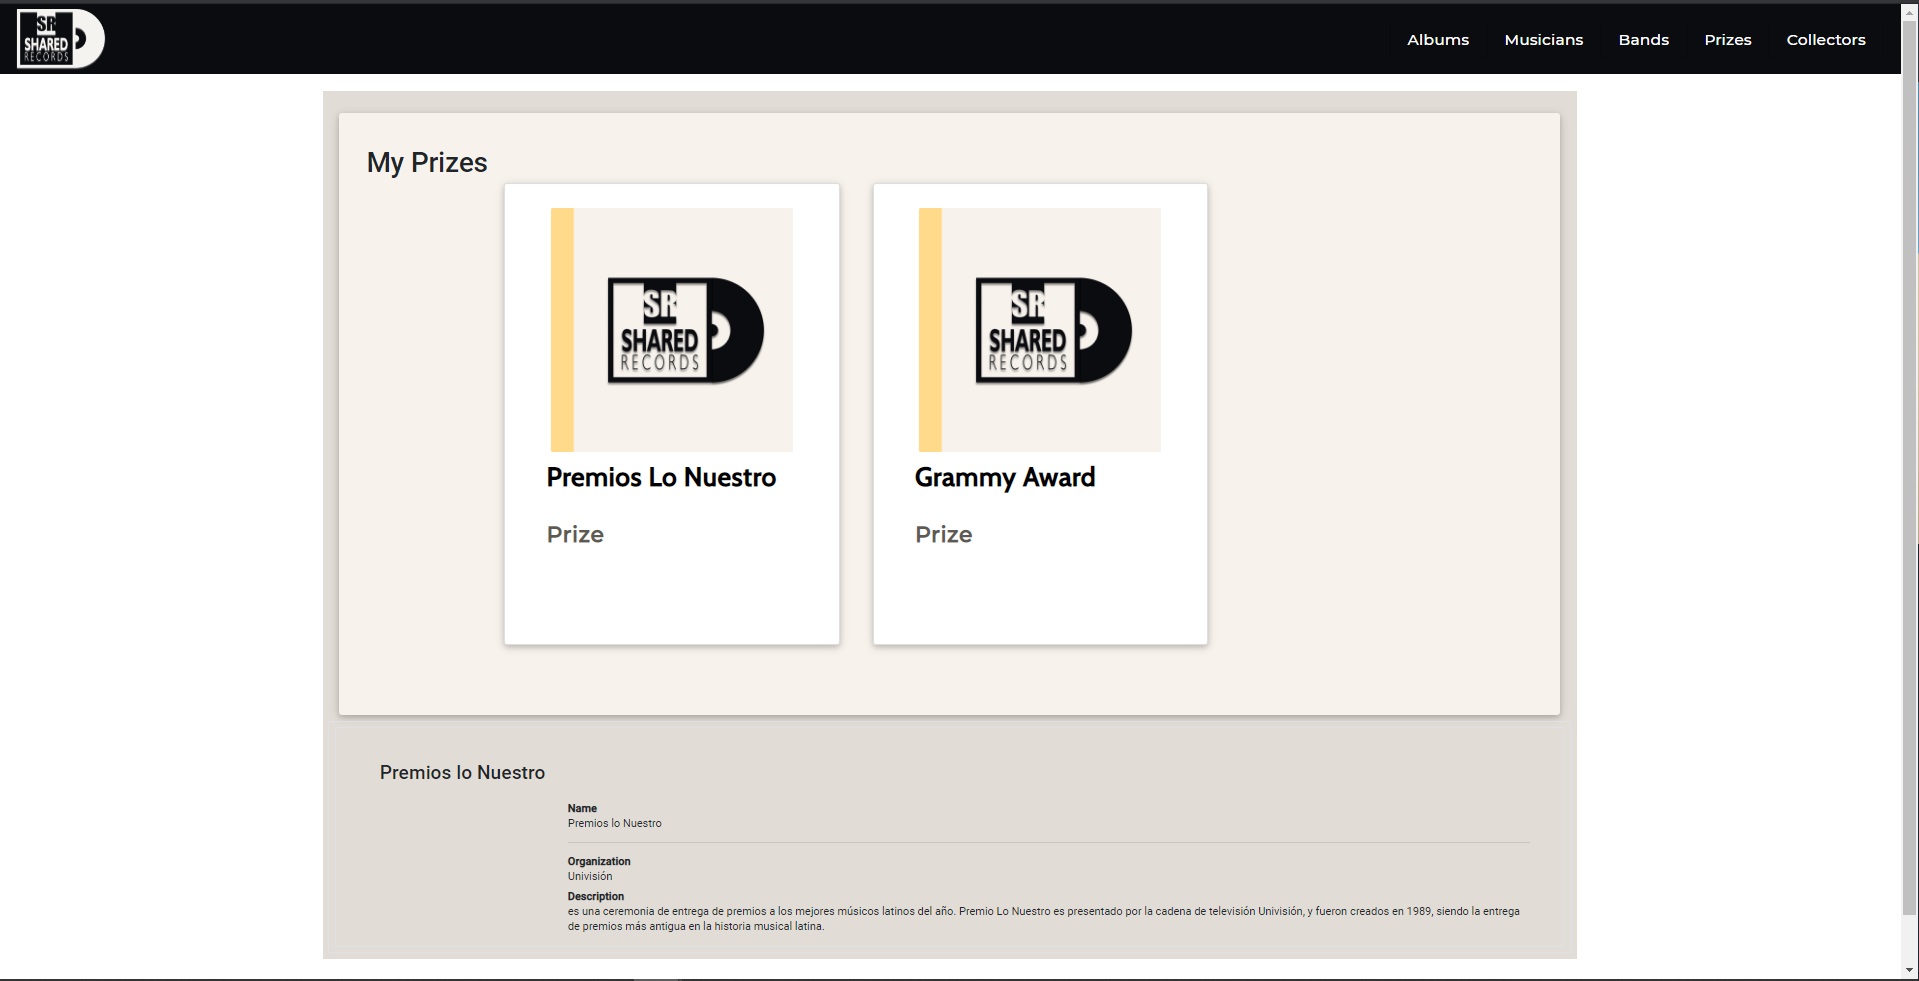 SR
SHARED
RECORDS
Albums Musicians Bands Prizes Collectors
My Prizes
SR
SHARED
RECORDS
Premios Lo Nuestro
Prize
SR
SHARED
RECORDS
Grammy Award
Prize
Premios lo Nuestro
Name
Premios lo Nuestro
Organization
Univisión
Description
es una ceremonia de entrega de premios a los mejores músicos latinos del año. Premio Lo Nuestro es presentado por la cadena de televisión Univisión, y fueron creados en 1989, siendo la entrega
de premios más antigua en la historia musical latina.